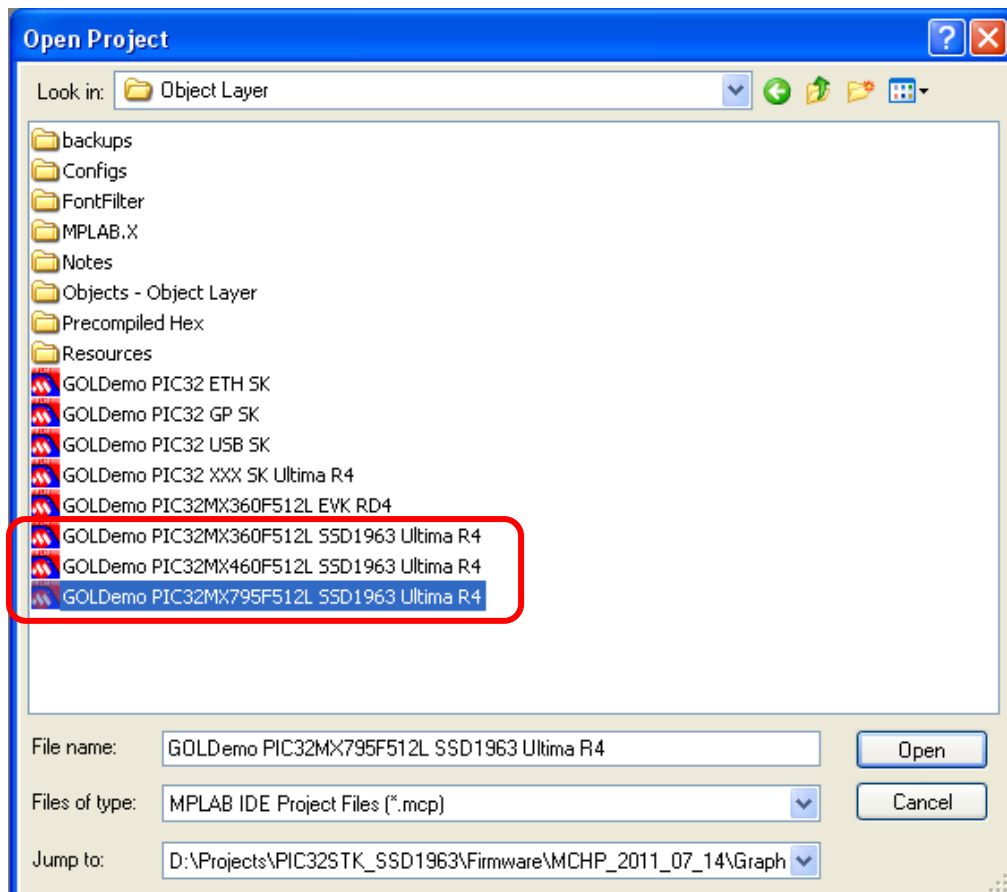 Open Project
Look in: Object Layer
backups
Configs
FontFilter
MPLAB.X
Notes
Objects - Object Layer
Precompiled Hex
Resources
GOLDemo PIC32 ETH SK
GOLDemo PIC32 GP SK
GOLDemo PIC32 USB SK
GOLDemo PIC32 XXX SK Ultima R4
GOLDemo PIC32MX360F512L EVK RD4
GOLDemo PIC32MX360F512L SSD1963 Ultima R4
GOLDemo PIC32MX460F512L SSD1963 Ultima R4
GOLDemo PIC32MX795F512L SSD1963 Ultima R4
File name: GOLDemo PIC32MX795F512L SSD1963 Ultima R4 Open
Files of type: MPLAB IDE Project Files (*.mcp) Cancel
Jump to: D:\Projects\PIC32STK_SSD1963\Firmware\MCHP_2011_07_14\Graph